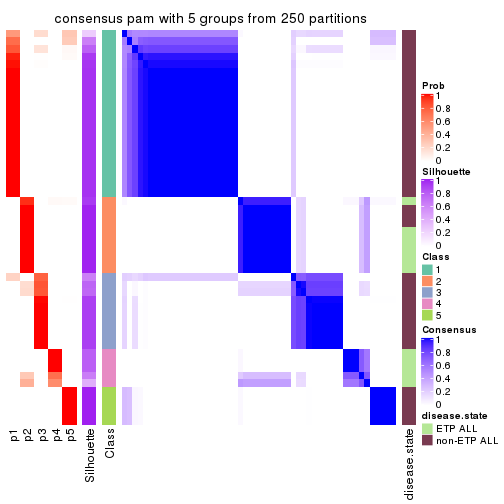 consensus pam with 5 groups from 250 partitions
Prob
1
0.8
0.6
0.4
0.2
0
Silhouette
1
0.8
0.6
0.4
0.2
0
Class
1
2
3
4
5
Consensus
1
0.8
0.6
0.4
0.2
0
disease.state
ETP ALL
non-ETP ALL
p1
p2
p3
p4
p5
Silhouette
Class
disease.state